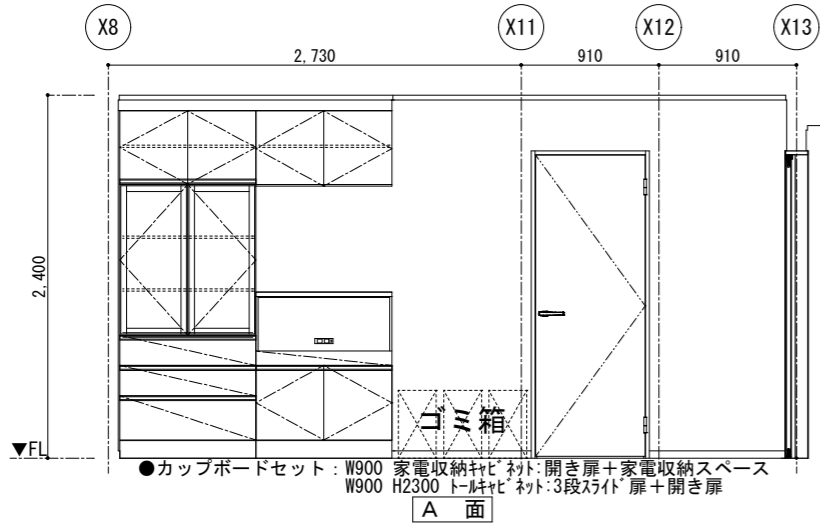 X8 X11 X12 X13
2,730 910 910
2,400
ゴミ箱
▼FL
●カップボードセット：W900 家電収納ｷｬﾋﾞﾈｯﾄ:開き扉＋家電収納スペース
W900 H2300 ﾄｰﾙｷｬﾋﾞﾈｯﾄ:3段ｽﾗｲﾄﾞ扉＋開き扉
A 面